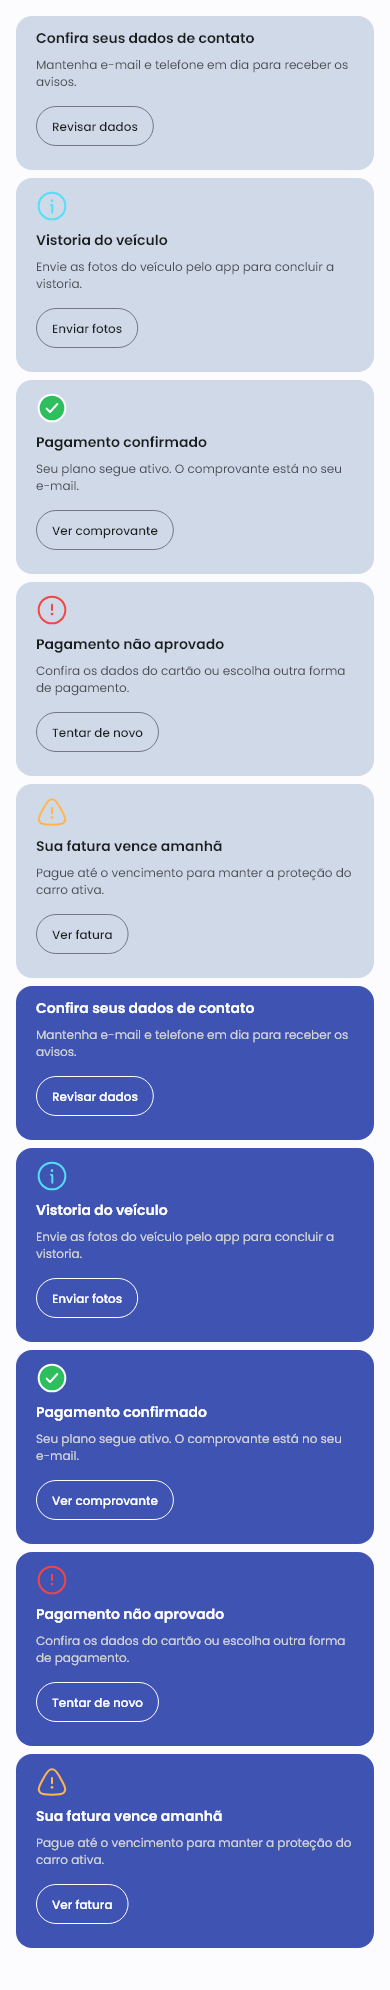 Confira seus dados de contato
Mantenha e-mail e telefone em dia para receber os
avisos.
Revisar dados
Vistoria do veículo
Envie as fotos do veículo pelo app para concluir a
vistoria.
Enviar fotos
Pagamento confirmado
Seu plano segue ativo. O comprovante está no seu
e-mail.
Ver comprovante
Pagamento não aprovado
Confira os dados do cartão ou escolha outra forma
de pagamento.
Tentar de novo
Sua fatura vence amanhã
Pague até o vencimento para manter a proteção do
carro ativa.
Ver fatura
Confira seus dados de contato
Mantenha e-mail e telefone em dia para receber os
avisos.
Revisar dados
Vistoria do veículo
Envie as fotos do veículo pelo app para concluir a
vistoria.
Enviar fotos
Pagamento confirmado
Seu plano segue ativo. O comprovante está no seu
e-mail.
Ver comprovante
Pagamento não aprovado
Confira os dados do cartão ou escolha outra forma
de pagamento.
Tentar de novo
Sua fatura vence amanhã
Pague até o vencimento para manter a proteção do
carro ativa.
Ver fatura